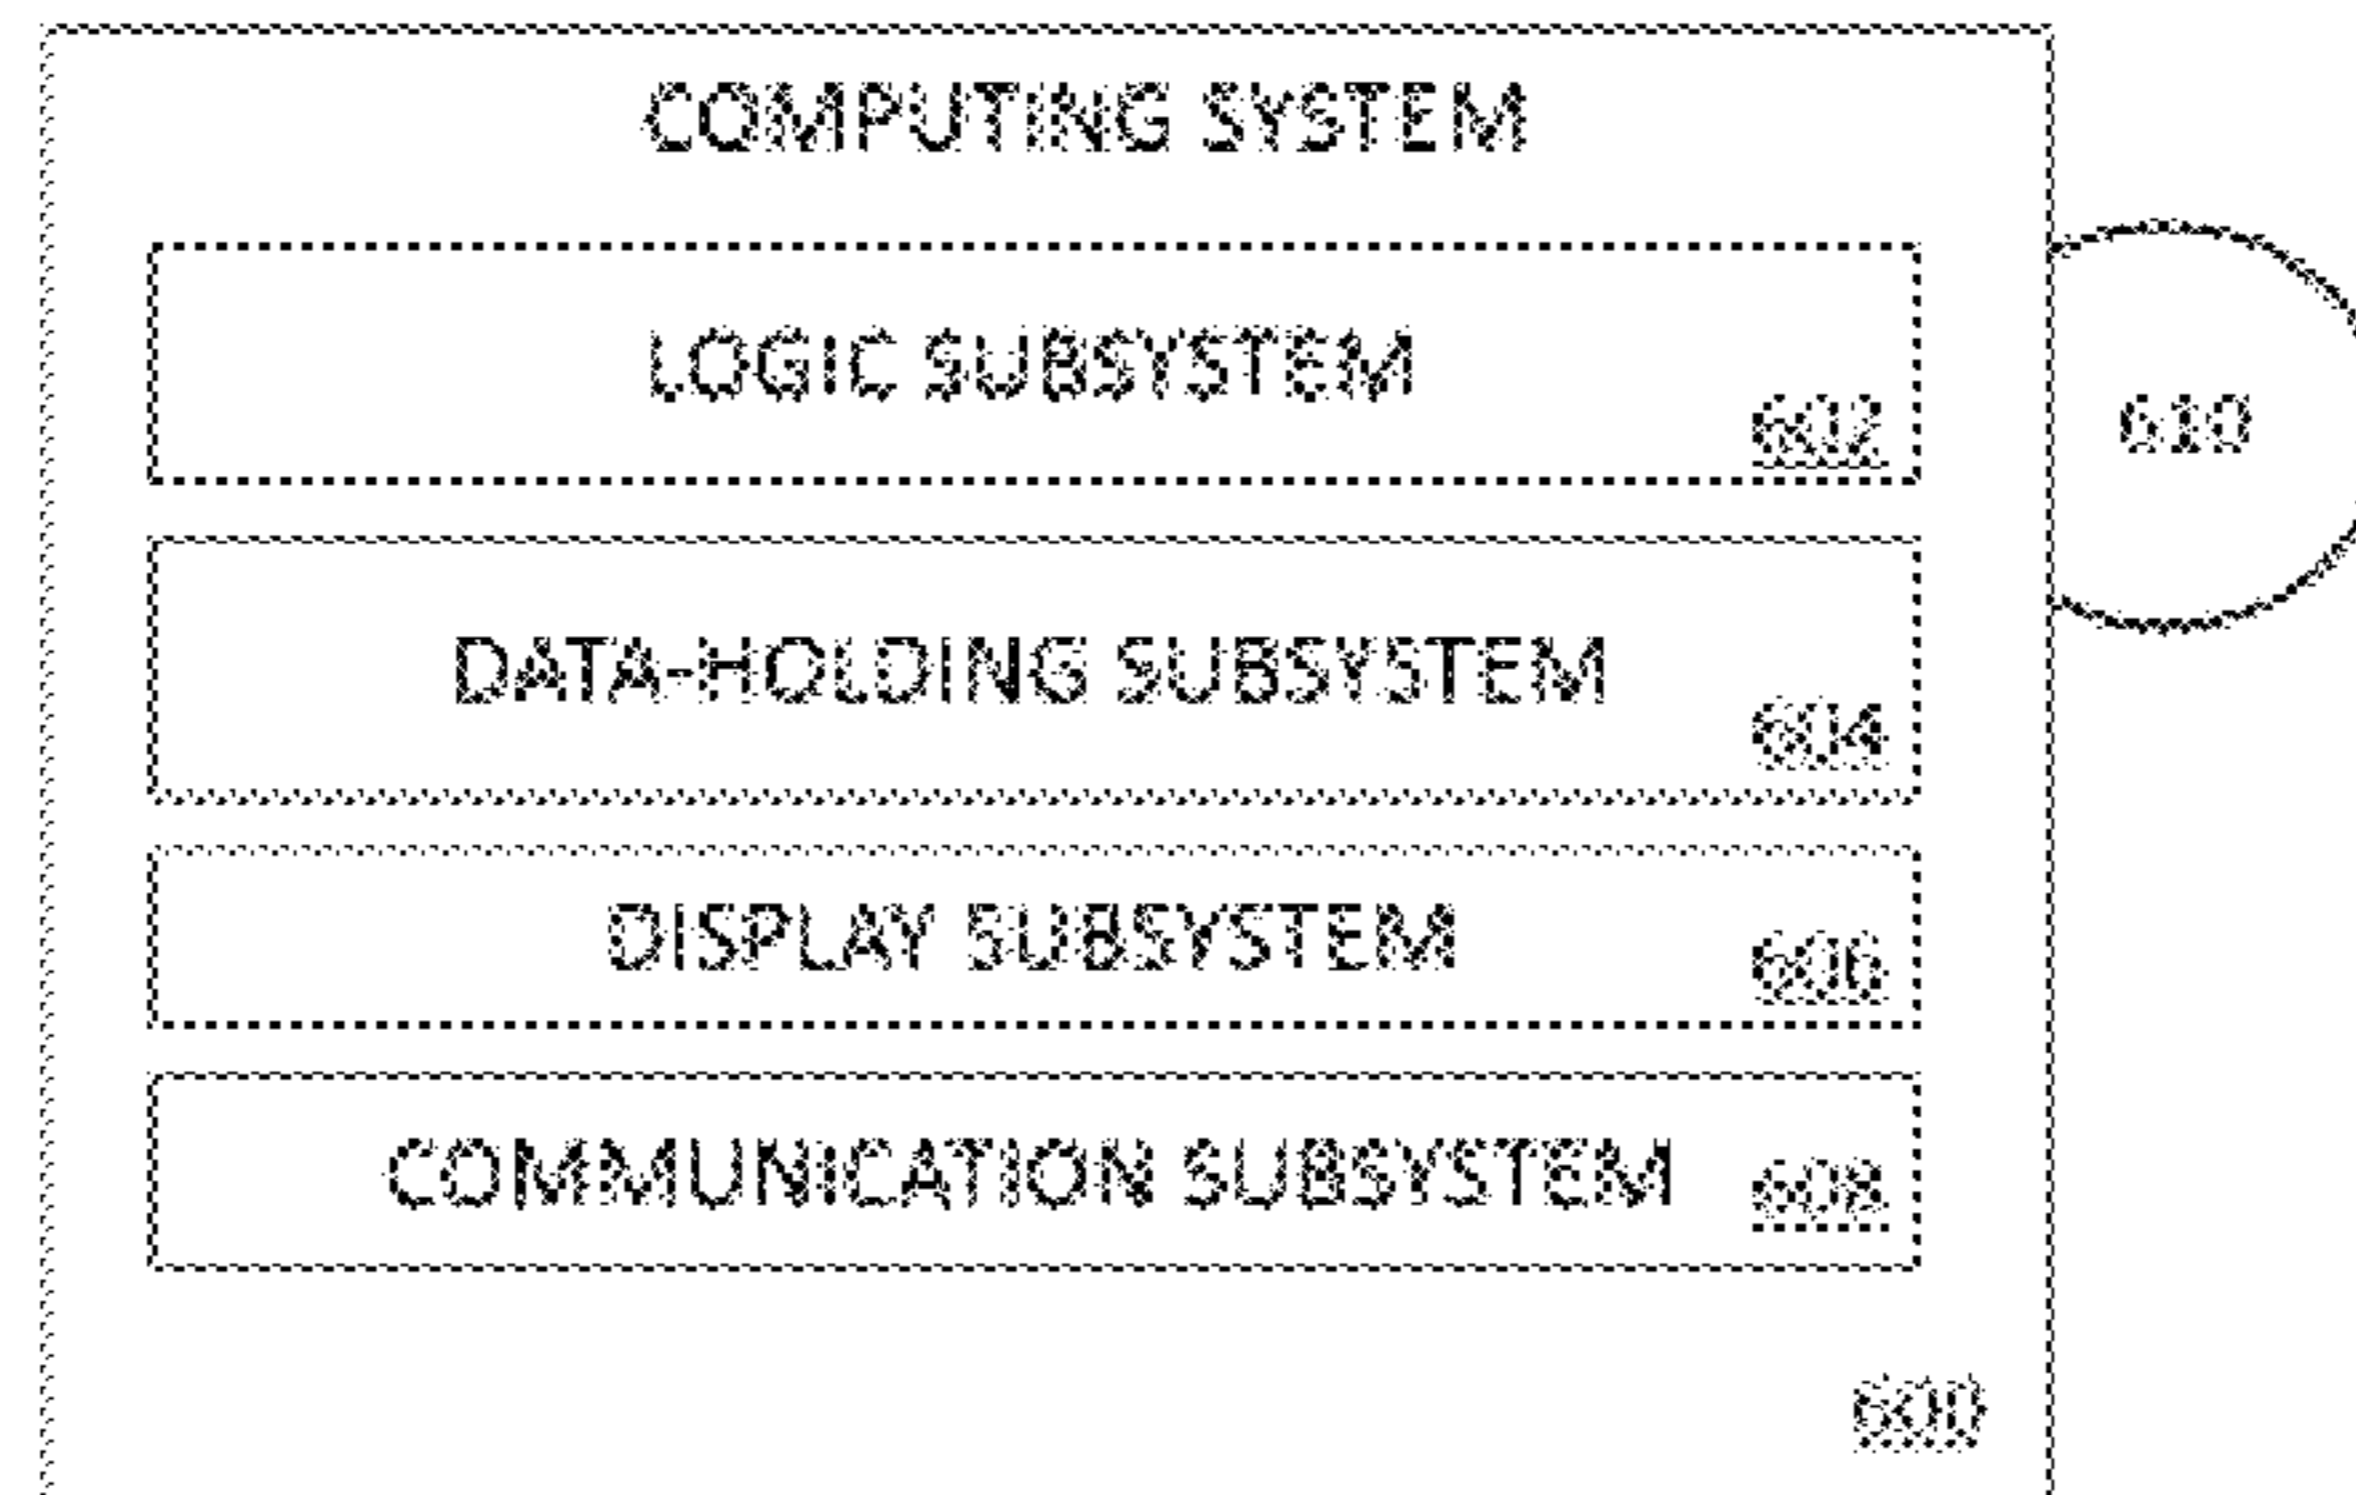 COMPUTING SYSTEM
LOGIC SUBSYSTEM
602
610
DATA-HOLDING SUBSYSTEM
604
DISPLAY SUBSYSTEM
606
COMMUNICATION SUBSYSTEM 608
600